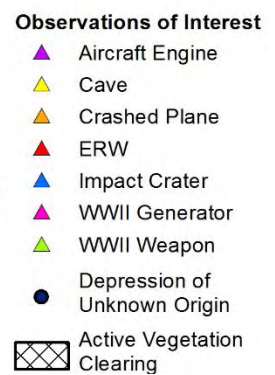 Observations of Interest
Aircraft Engine
Cave
Crashed Plane
ERW
Impact Crater
WWII Generator
WWII Weapon
Depression of
Unknown Origin
Active Vegetation
Clearing